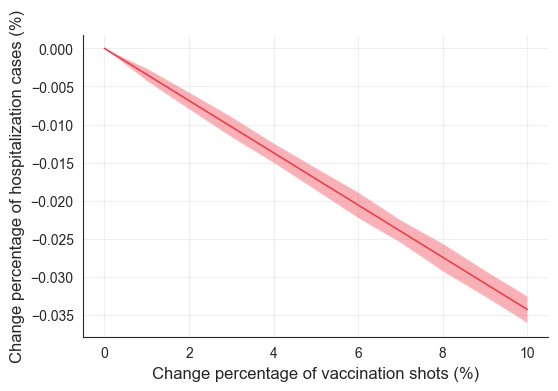 Change percentage of hospitalization cases (%)
0.000
−0.005
−0.010
−0.015
−0.020
−0.025
−0.030
−0.035
0 2 4 6 8 10
Change percentage of vaccination shots (%)